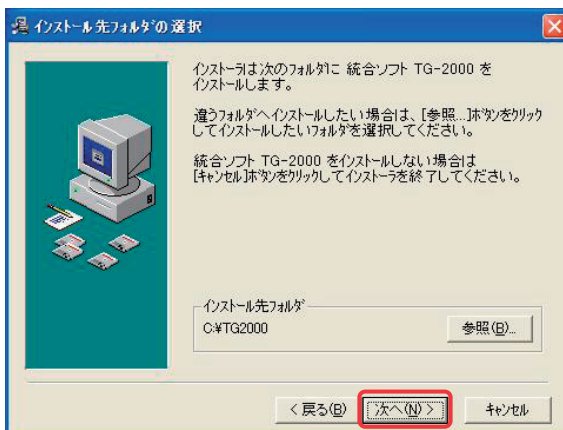 インストール先フォルダの選択
インストーラは次のフォルダに 統合ソフト TG-2000 を
インストールします。
違うフォルダへインストールしたい場合は、[参照...]ボタンをクリック
してインストールしたいフォルダを選択してください。
統合ソフト TG-2000 をインストールしない場合は
[キャンセル]ボタンをクリックしてインストーラを終了してください。
インストール先フォルダ
C:¥TG2000
参照(B)...
< 戻る(B)
次へ(N) >
キャンセル